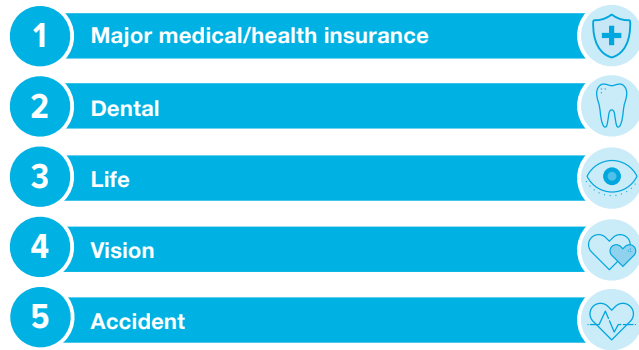 1 Major medical/health insurance
2 Dental
3 Life
4 Vision
5 Accident